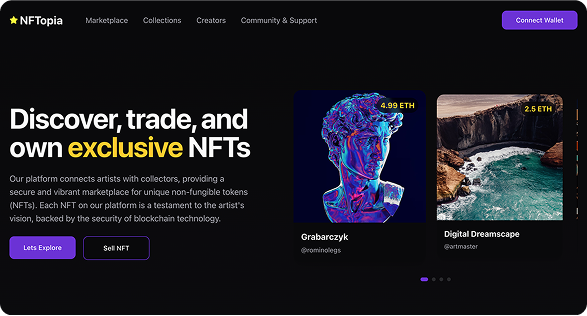 NFTopia
Marketplace
Collections
Creators
Community & Support
Connect Wallet
Discover, trade, and
own exclusive NFTs
Our platform connects artists with collectors, providing a
secure and vibrant marketplace for unique non-fungible tokens
(NFTs). Each NFT on our platform is a testament to the artist's
vision, backed by the security of blockchain technology.
Lets Explore
Sell NFT
4.99 ETH
Grabarczyk
@rominolegs
2.5 ETH
Digital Dreamscape
@artmaster